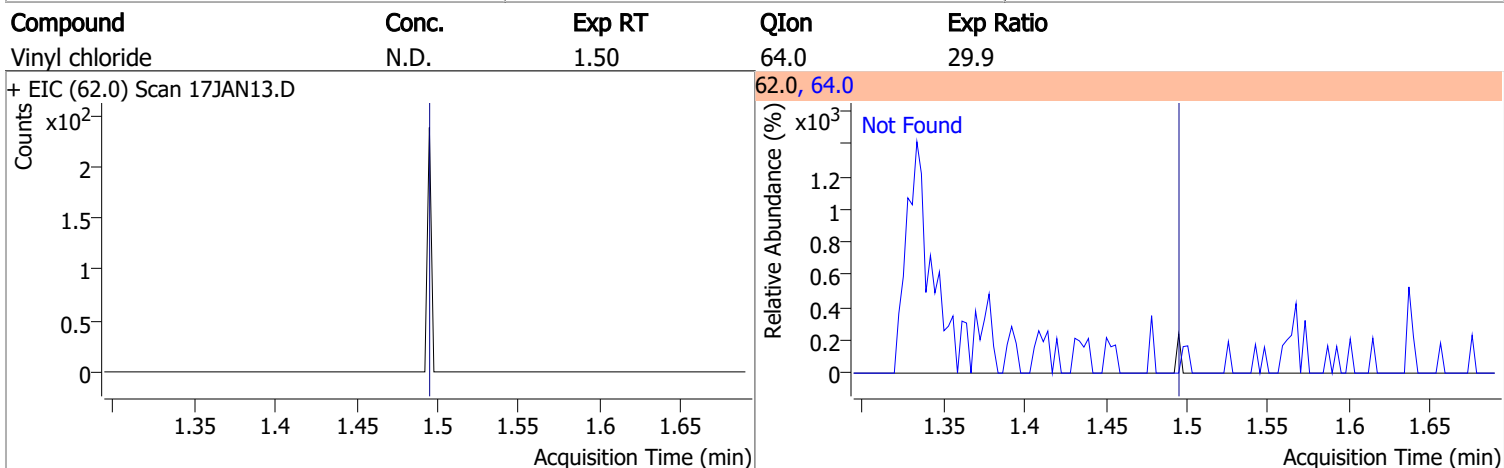 Compound Conc. Exp RT QIon Exp Ratio
Vinyl chloride N.D. 1.50 64.0 29.9
+ EIC (62.0) Scan 17JAN13.D
Counts
x10²
2
1.5
1
0.5
0
1.35 1.4 1.45 1.5 1.55 1.6 1.65
Acquisition Time (min)
62.0, 64.0
Relative Abundance (%)
x10³
Not Found
1.2
1
0.8
0.6
0.4
0.2
0
1.35 1.4 1.45 1.5 1.55 1.6 1.65
Acquisition Time (min)